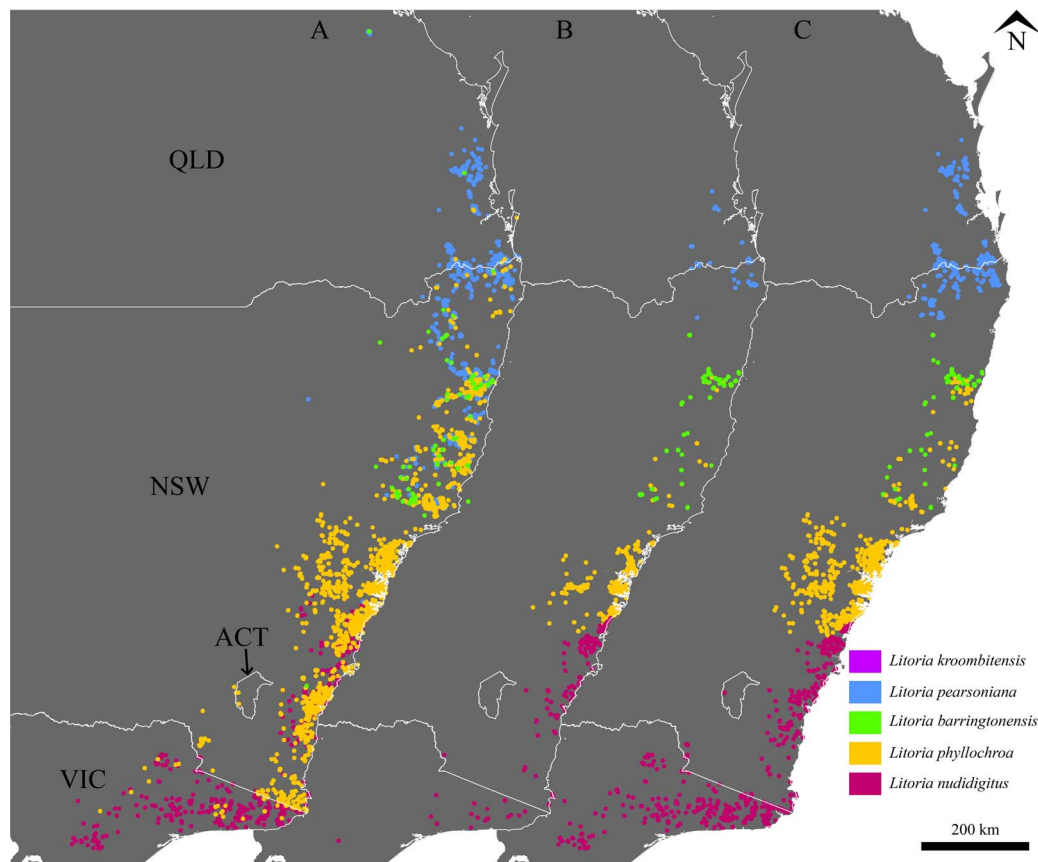 A B C
N
QLD
NSW
ACT
VIC
Litoria kroombitensis
Litoria pearsoniana
Litoria barringtonensis
Litoria phyllochroa
Litoria nudidigitus
200 km